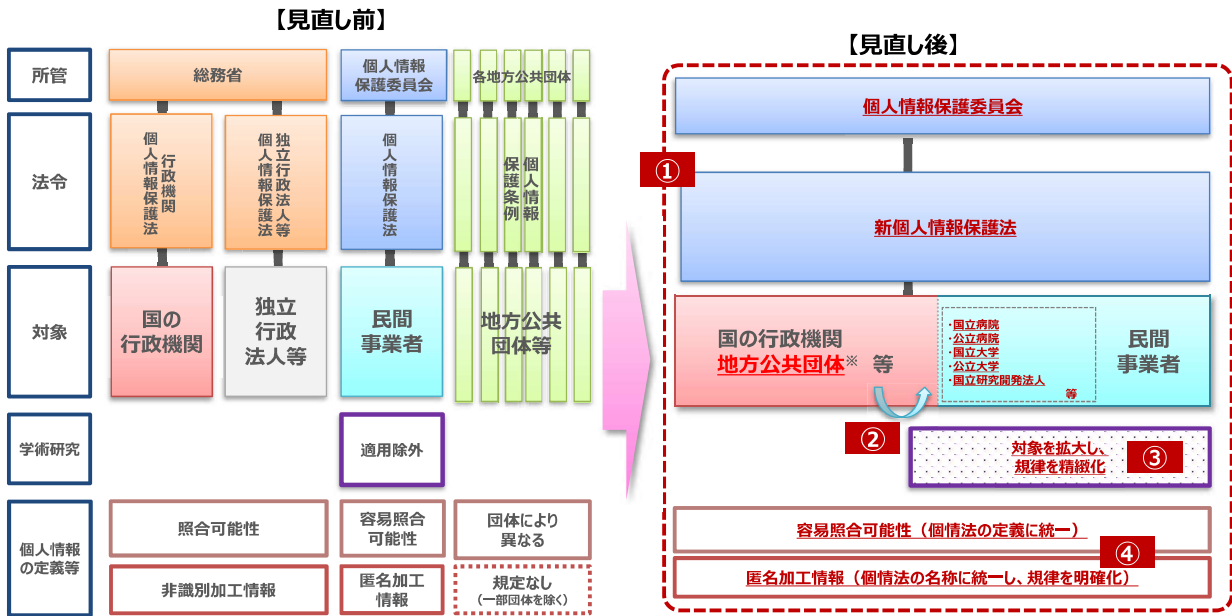 【見直し前】
【見直し後】
所管
総務省
個人情報
保護委員会
各地方公共団体
法令
行政機関
個人情報保護法
独立行政法人等
個人情報保護法
個人情報保護法
個人情報
保護条例
対象
国の
行政機関
独立
行政
法人等
民間
事業者
地方公共
団体等
学術研究
適用除外
個人情報
の定義等
照合可能性
容易照合
可能性
団体により
異なる
非識別加工情報
匿名加工
情報
規定なし
（一部団体を除く）
個人情報保護委員会
①
新個人情報保護法
国の行政機関
地方公共団体※ 等
・国立病院
・公立病院
・国立大学
・公立大学
・国立研究開発法人
等
民間
事業者
②
対象を拡大し、
規律を精緻化
③
容易照合可能性（個情法の定義に統一）
④
匿名加工情報（個情法の名称に統一し、規律を明確化）